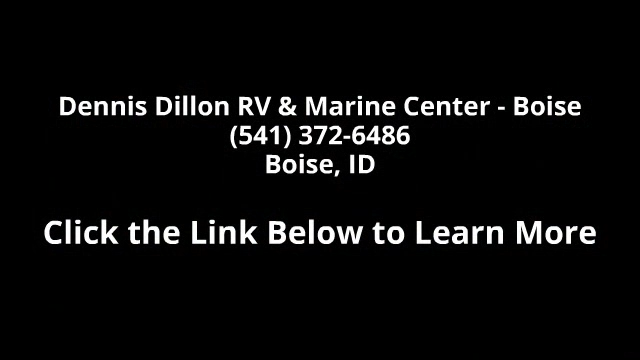 Dennis Dillon RV & Marine Center - Boise
(541) 372-6486
Boise, ID
Click the Link Below to Learn More